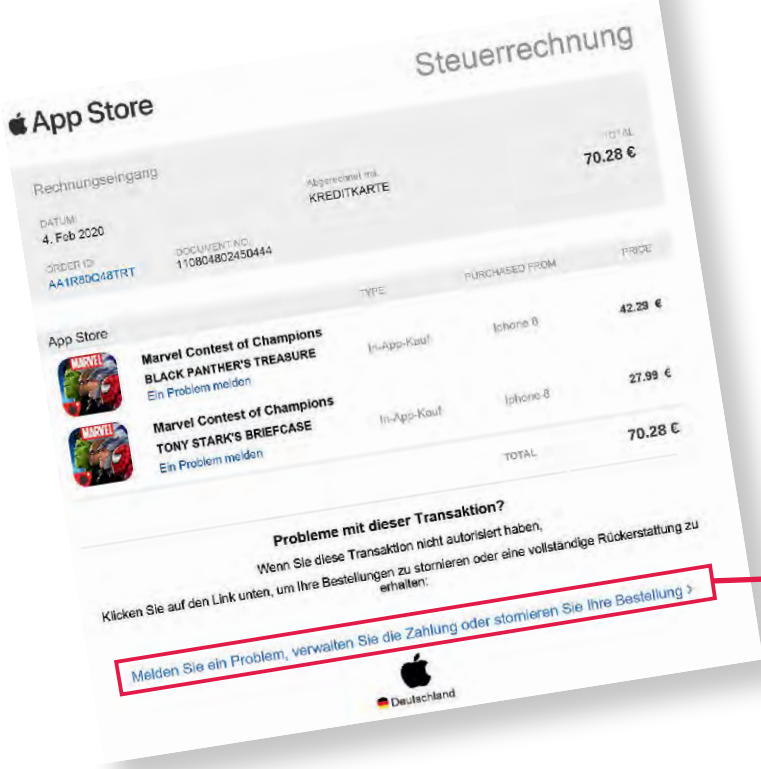 Steuerrechnung
App Store
Rechnungseingang
DATUM
4. Feb 2020
ORDER ID
AA1R80Q48TRT
DOCUMENT NO.
110804802450444
Abgerechnet mit
KREDITKARTE
TOTAL
70.28 €
App Store
TYPE
PURCHASED FROM
PRICE
MARVEL
Marvel Contest of Champions
BLACK PANTHER'S TREASURE
Ein Problem melden
In-App-Kauf
Iphone 8
42.29 €
MARVEL
Marvel Contest of Champions
TONY STARK'S BRIEFCASE
Ein Problem melden
In-App-Kauf
Iphone-8
27.99 €
TOTAL
70.28 €
Probleme mit dieser Transaktion?
Wenn Sie diese Transaktion nicht autorisiert haben,
Klicken Sie auf den Link unten, um Ihre Bestellungen zu stornieren oder eine vollständige Rückerstattung zu
erhalten:
Melden Sie ein Problem, verwalten Sie die Zahlung oder stornieren Sie Ihre Bestellung >
Deutschland